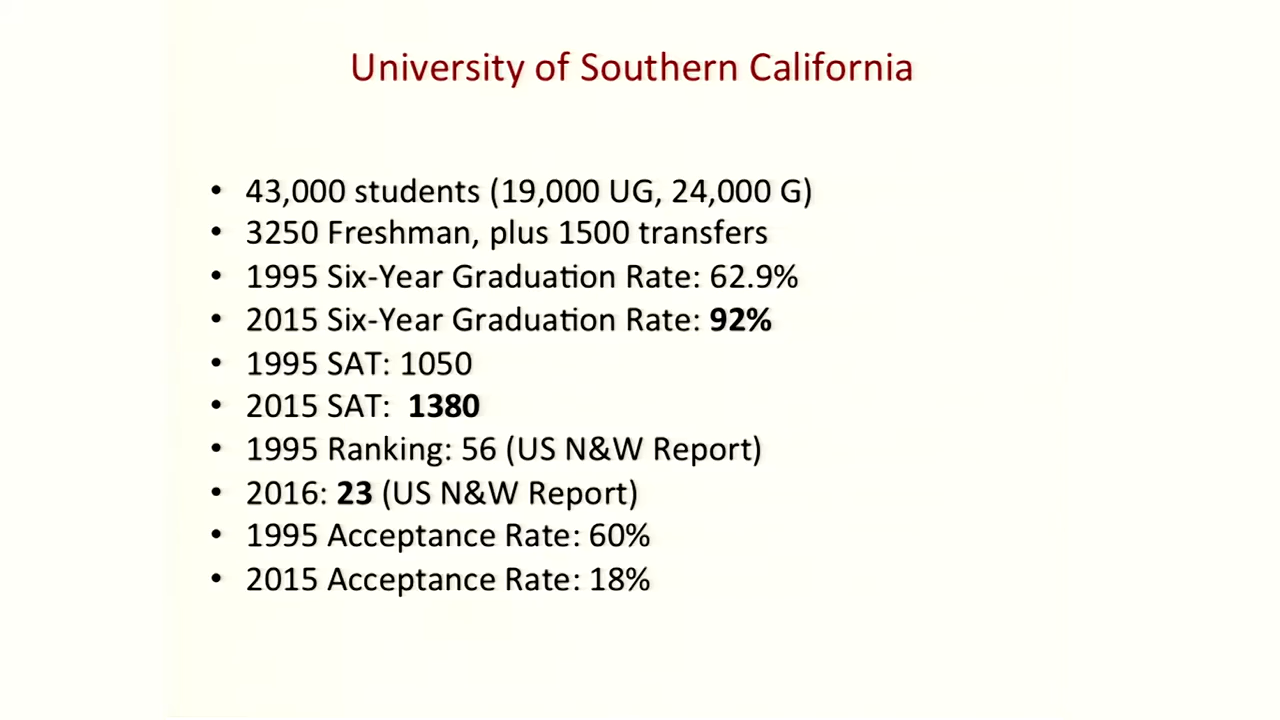 University of Southern California
• 43,000 students (19,000 UG, 24,000 G)
• 3250 Freshman, plus 1500 transfers
• 1995 Six-Year Graduation Rate: 62.9%
• 2015 Six-Year Graduation Rate: 92%
• 1995 SAT: 1050
• 2015 SAT: 1380
• 1995 Ranking: 56 (US N&W Report)
• 2016: 23 (US N&W Report)
• 1995 Acceptance Rate: 60%
• 2015 Acceptance Rate: 18%